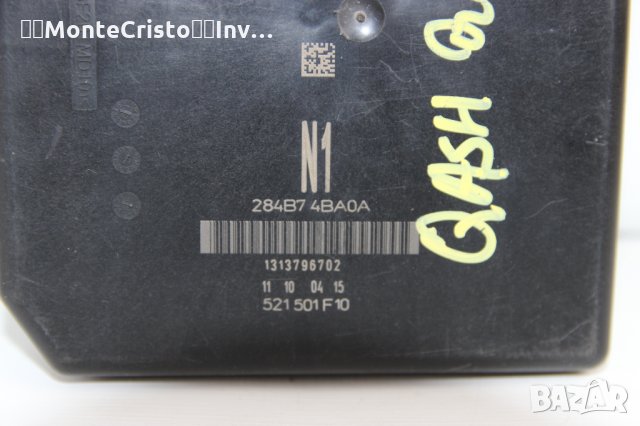 ▯▯MonteCristo▯▯Inv...
N1
284B7 4BA0A
1313796702
11 10 04 15
521 501 F10
QASH
BAZAR